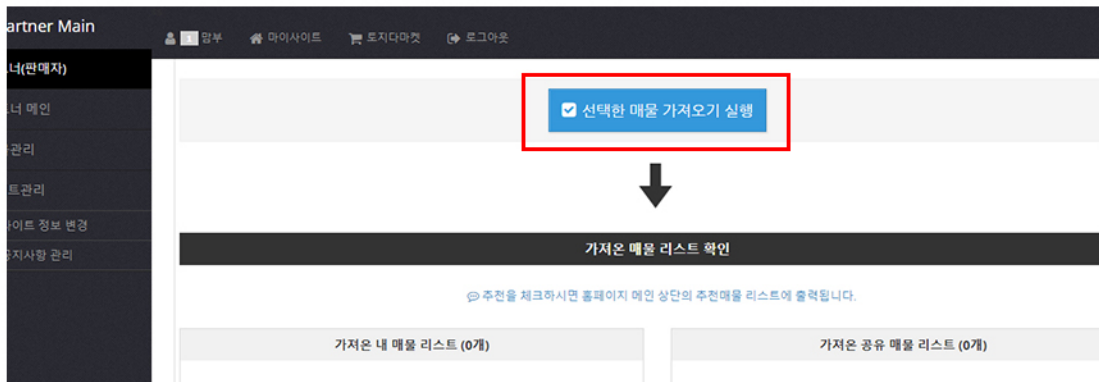 artner Main
1 맘부 마이사이트 토지다마켓 로그아웃
너(판매자)
너 메인
관리
트관리
사이트 정보 변경
공지사항 관리
선택한 매물 가져오기 실행
가져온 매물 리스트 확인
추천을 체크하시면 홈페이지 메인 상단의 추천매물 리스트에 출력됩니다.
가져온 내 매물 리스트 (0개)
가져온 공유 매물 리스트 (0개)